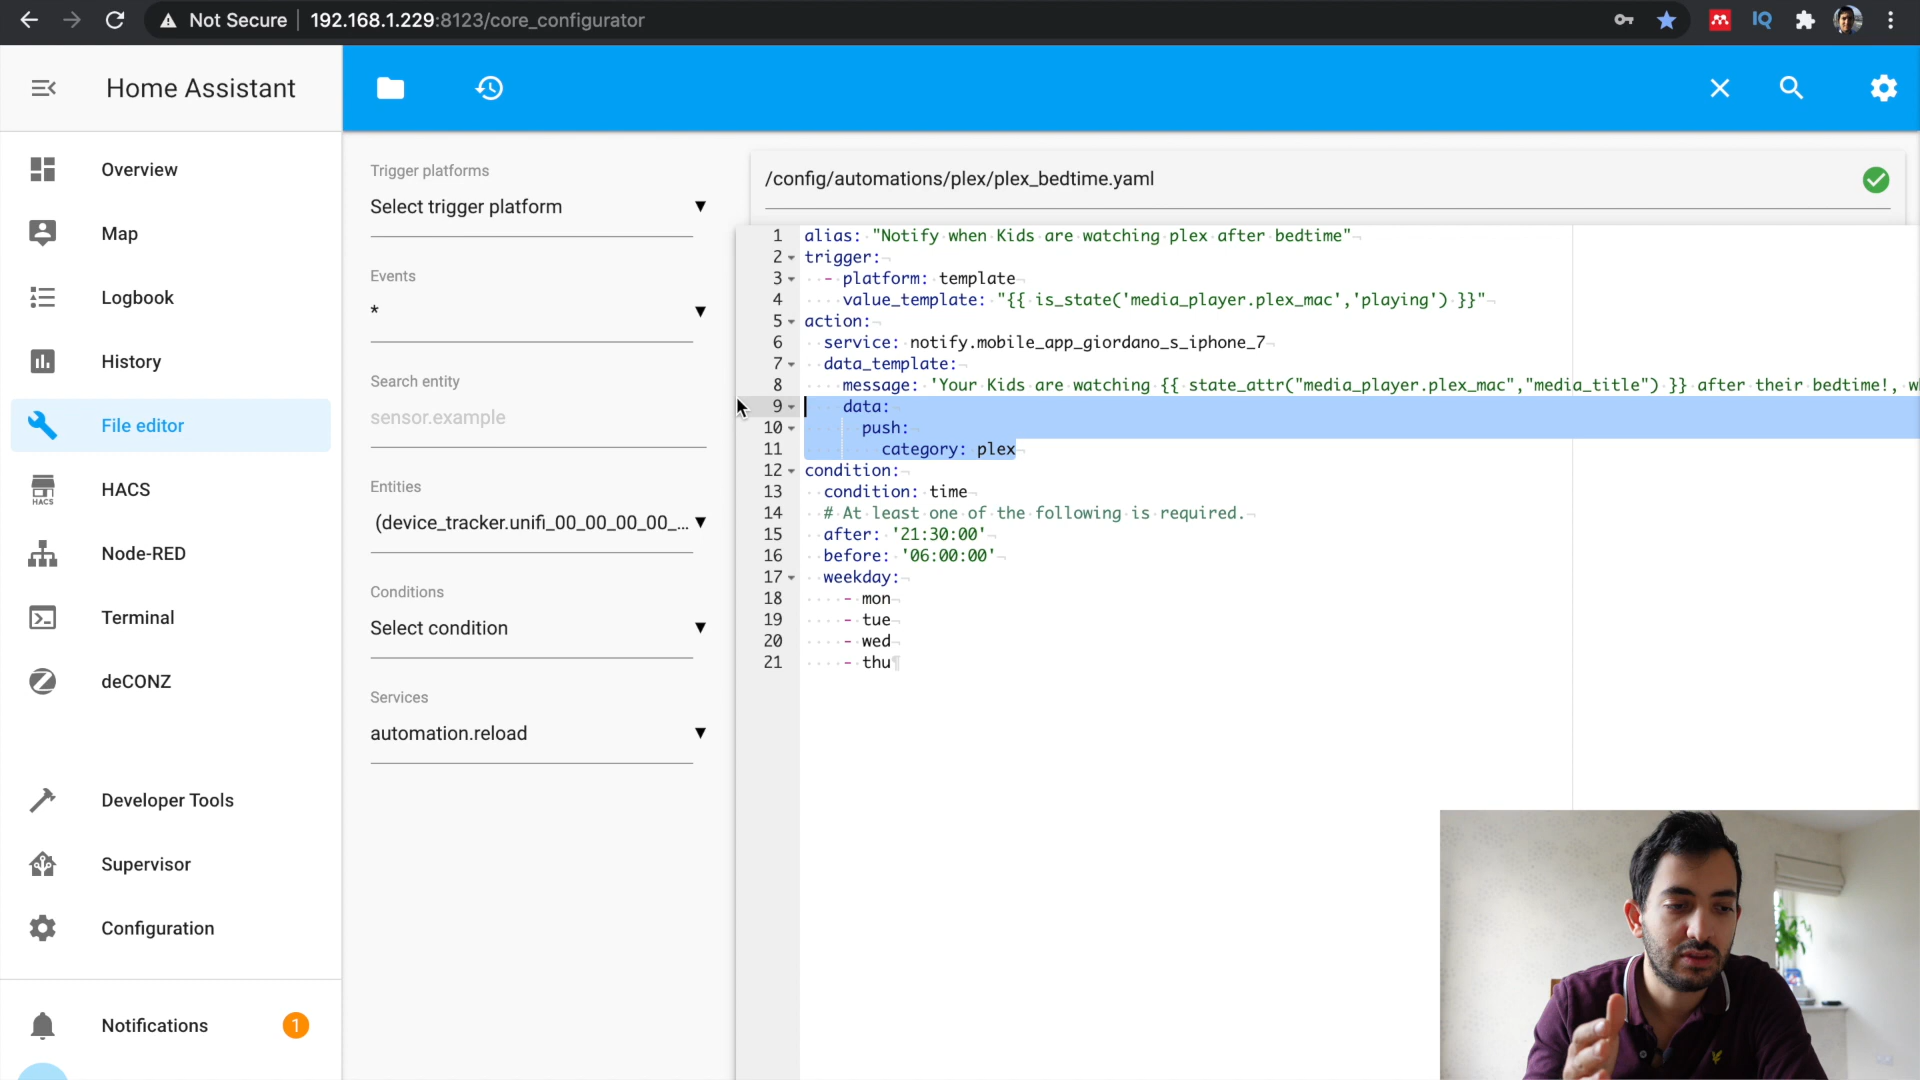 Not Secure | 192.168.1.229:8123/core_configurator
IQ
Home Assistant
Overview
Map
Logbook
History
File editor
HACS
HACS
Node-RED
Terminal
deCONZ
Developer Tools
Supervisor
Configuration
Notifications 1
Trigger platforms
Select trigger platform
Events
*
Search entity
sensor.example
Entities
(device_tracker.unifi_00_00_00_00_...
Conditions
Select condition
Services
automation.reload
/config/automations/plex/plex_bedtime.yaml
1 alias: "Notify when Kids are watching plex after bedtime"
2 trigger:
3 - platform: template
4 value_template: "{{ is_state('media_player.plex_mac','playing') }}"
5 action:
6 service: notify.mobile_app_giordano_s_iphone_7
7 data_template:
8 message: 'Your Kids are watching {{ state_attr("media_player.plex_mac","media_title") }} after their bedtime!,
9 data:
10 push:
11 category: plex
12 condition:
13 condition: time
14 # At least one of the following is required.
15 after: '21:30:00'
16 before: '06:00:00'
17 weekday:
18 - mon
19 - tue
20 - wed
21 - thu